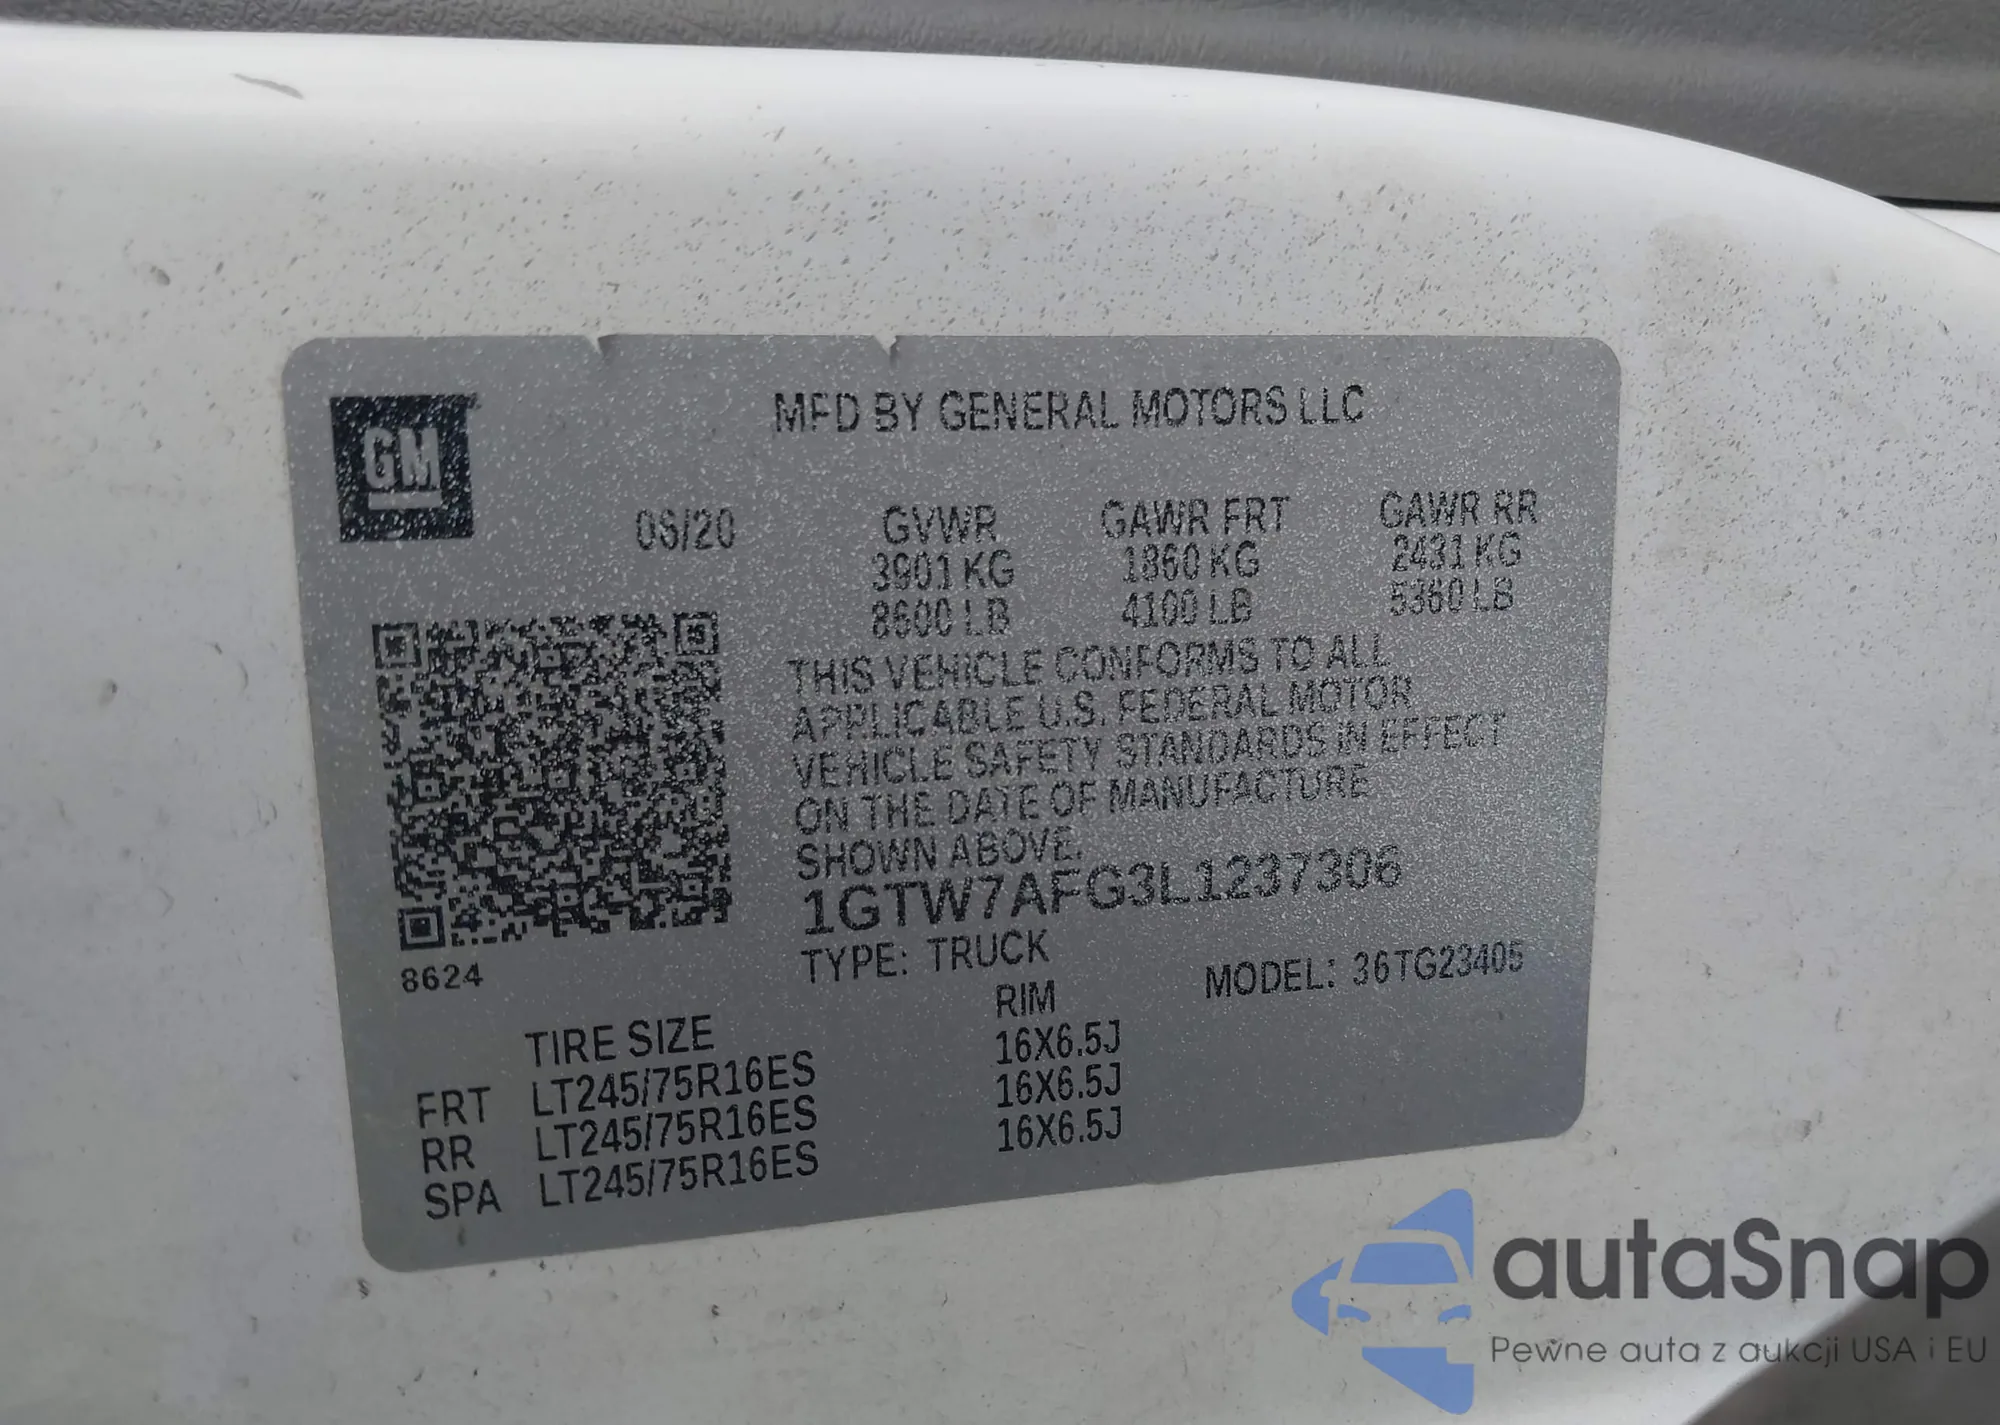 GM
MFD BY GENERAL MOTORS LLC
06/20 GVWR GAWR FRT GAWR RR
3901 KG 1860 KG 2431 KG
8600 LB 4100 LB 5360 LB
THIS VEHICLE CONFORMS TO ALL
APPLICABLE U.S. FEDERAL MOTOR
VEHICLE SAFETY STANDARDS IN EFFECT
ON THE DATE OF MANUFACTURE
SHOWN ABOVE.
1GTW7AFG3L1237306
TYPE: TRUCK MODEL: 36TG23405
8624
TIRE SIZE RIM
FRT LT245/75R16ES 16X6.5J
RR LT245/75R16ES 16X6.5J
SPA LT245/75R16ES 16X6.5J
autaSnap
Pewne auta z aukcji USA i EU